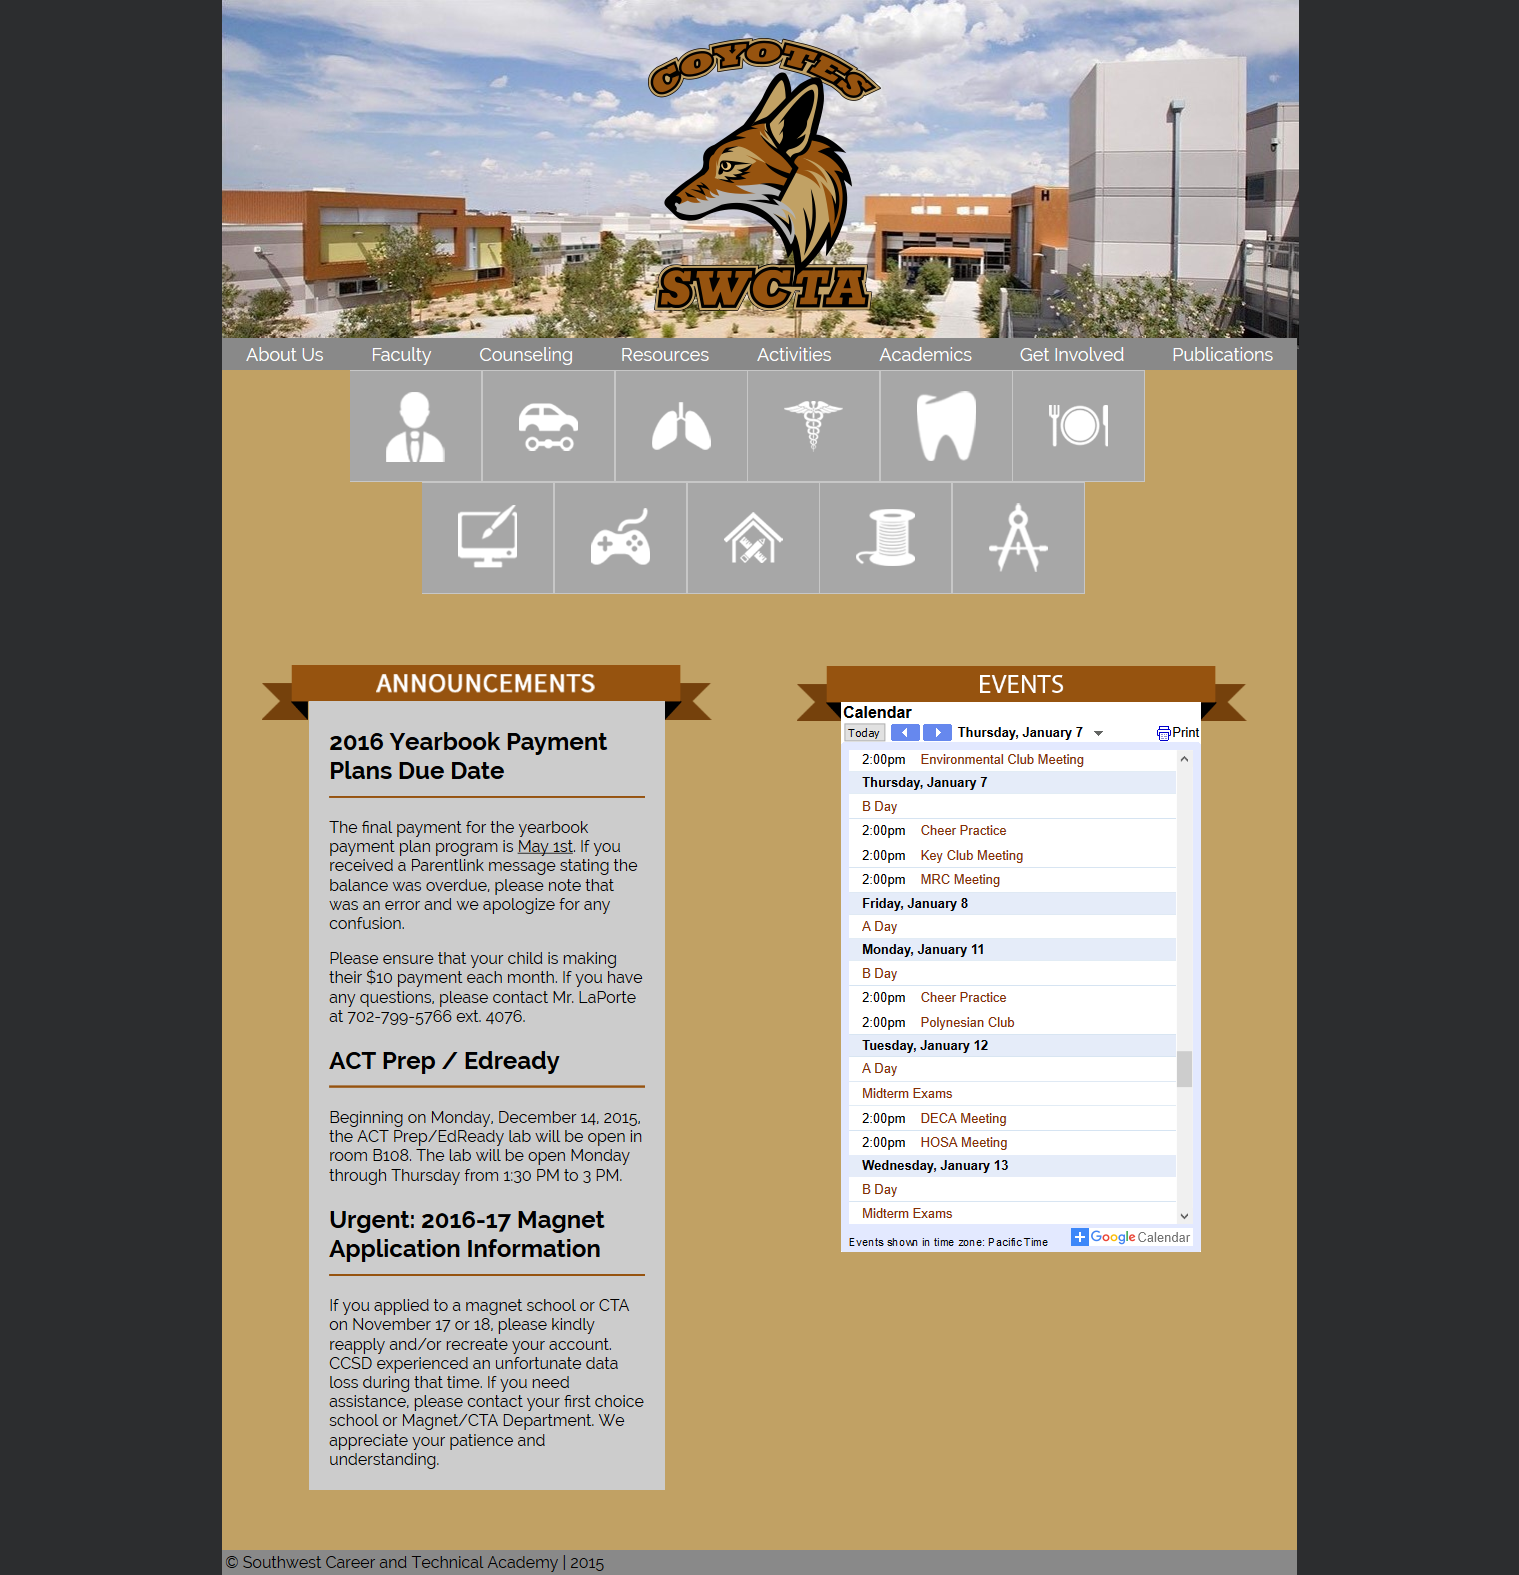 COYOTES
SWCTA
H
About Us Faculty Counseling Resources Activities Academics Get Involved Publications
ANNOUNCEMENTS
2016 Yearbook Payment
Plans Due Date
The final payment for the yearbook
payment plan program is May 1st. If you
received a Parentlink message stating the
balance was overdue, please note that
was an error and we apologize for any
confusion.
Please ensure that your child is making
their $10 payment each month. If you have
any questions, please contact Mr. LaPorte
at 702-799-5766 ext. 4076.
ACT Prep / Edready
Beginning on Monday, December 14, 2015,
the ACT Prep/EdReady lab will be open in
room B108. The lab will be open Monday
through Thursday from 1:30 PM to 3 PM.
Urgent: 2016-17 Magnet
Application Information
If you applied to a magnet school or CTA
on November 17 or 18, please kindly
reapply and/or recreate your account.
CCSD experienced an unfortunate data
loss during that time. If you need
assistance, please contact your first choice
school or Magnet/CTA Department. We
appreciate your patience and
understanding.
EVENTS
Calendar
Today Thursday, January 7 Print
2:00pm Environmental Club Meeting
Thursday, January 7
B Day
2:00pm Cheer Practice
2:00pm Key Club Meeting
2:00pm MRC Meeting
Friday, January 8
A Day
Monday, January 11
B Day
2:00pm Cheer Practice
2:00pm Polynesian Club
Tuesday, January 12
A Day
Midterm Exams
2:00pm DECA Meeting
2:00pm HOSA Meeting
Wednesday, January 13
B Day
Midterm Exams
Events shown in time zone: Pacific Time
Google Calendar
© Southwest Career and Technical Academy | 2015